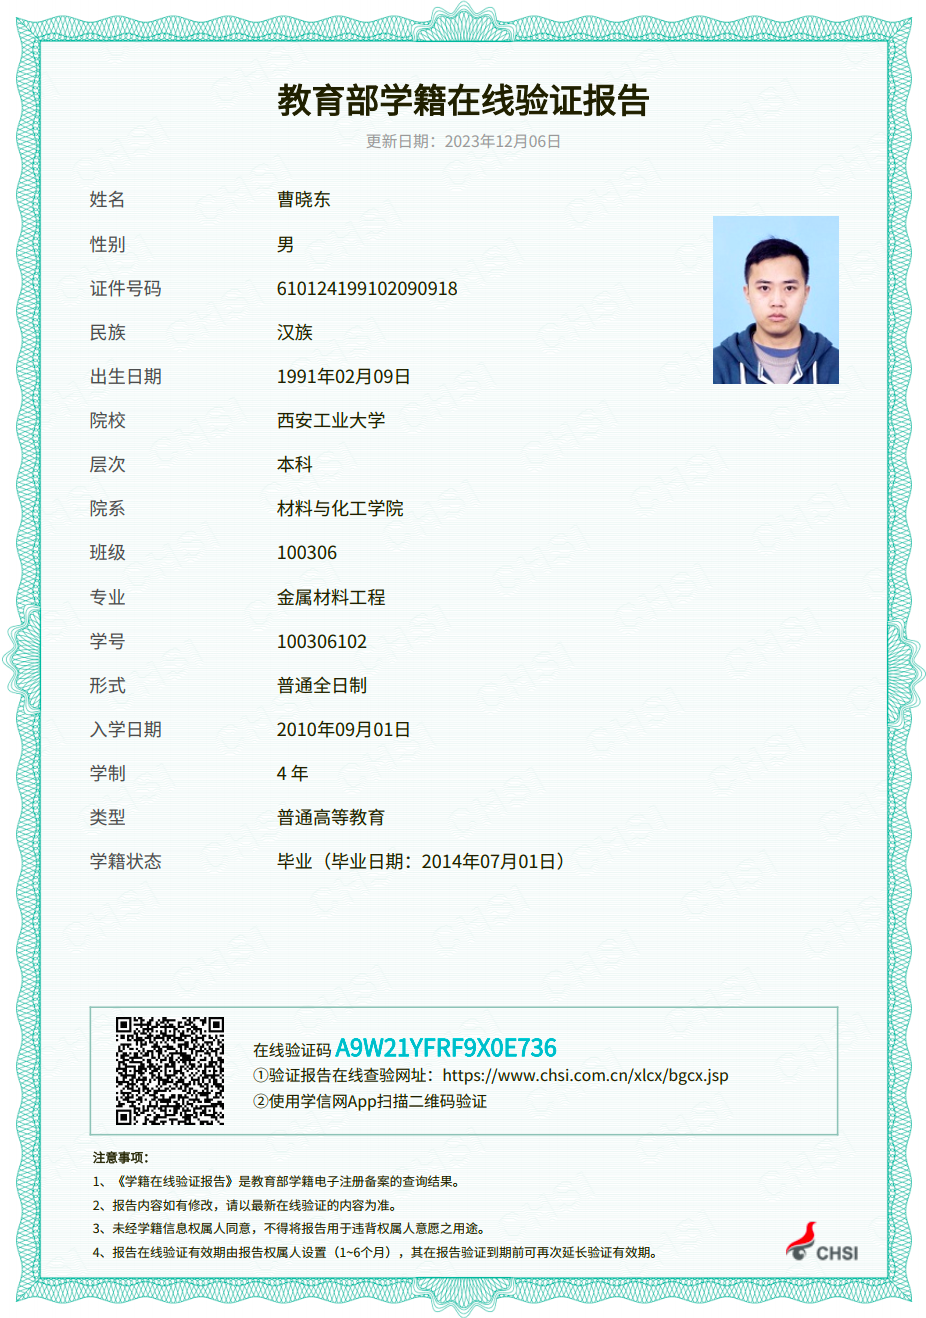 教育部学籍在线验证报告
更新日期：2023年12月06日
姓名 曹晓东
性别 男
证件号码 610124199102090918
民族 汉族
出生日期 1991年02月09日
院校 西安工业大学
层次 本科
院系 材料与化工学院
班级 100306
专业 金属材料工程
学号 100306102
形式 普通全日制
入学日期 2010年09月01日
学制 4 年
类型 普通高等教育
学籍状态 毕业（毕业日期：2014年07月01日）
在线验证码 A9W21YFRF9X0E736
①验证报告在线查验网址：https://www.chsi.com.cn/xlcx/bgcx.jsp
②使用学信网App扫描二维码验证
注意事项：
1、《学籍在线验证报告》是教育部学籍电子注册备案的查询结果。
2、报告内容如有修改，请以最新在线验证的内容为准。
3、未经学籍信息权属人同意，不得将报告用于违背权属人意愿之用途。
4、报告在线验证有效期由报告权属人设置（1~6个月），其在报告验证到期前可再次延长验证有效期。
CHSI